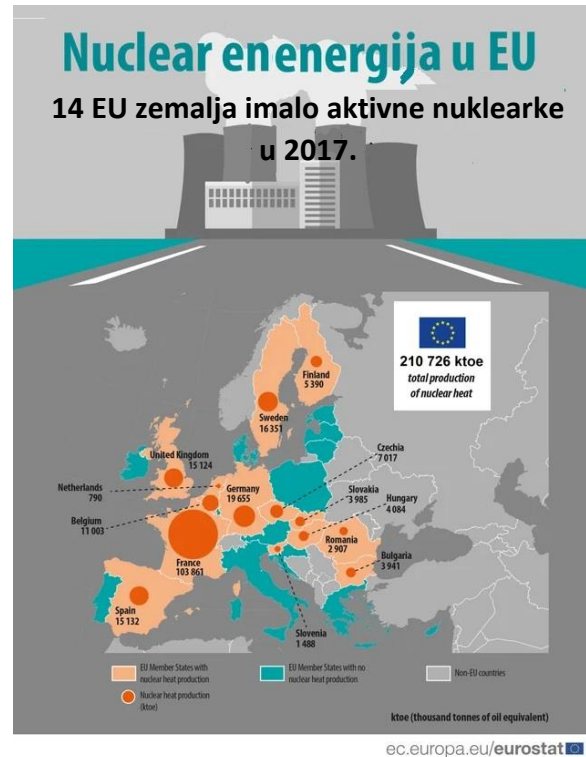 Nuclear enenergija u EU
14 EU zemalja imalo aktivne nuklearke
u 2017.
210 726 ktoe
total production
of nuclear heat
Finland
5 390
Sweden
16 351
Czechia
7 017
United Kingdom
15 124
Slovakia
3 985
Netherlands
790
Germany
19 655
Hungary
4 084
Belgium
11 003
Romania
2 907
Bulgaria
3 941
France
103 861
Spain
15 132
Slovenia
1 488
EU Member States with
nuclear heat production
EU Member States with no
nuclear heat production
Non-EU countries
Nuclear heat production
(ktoe)
ktoe (thousand tonnes of oil equivalent)
ec.europa.eu/eurostat